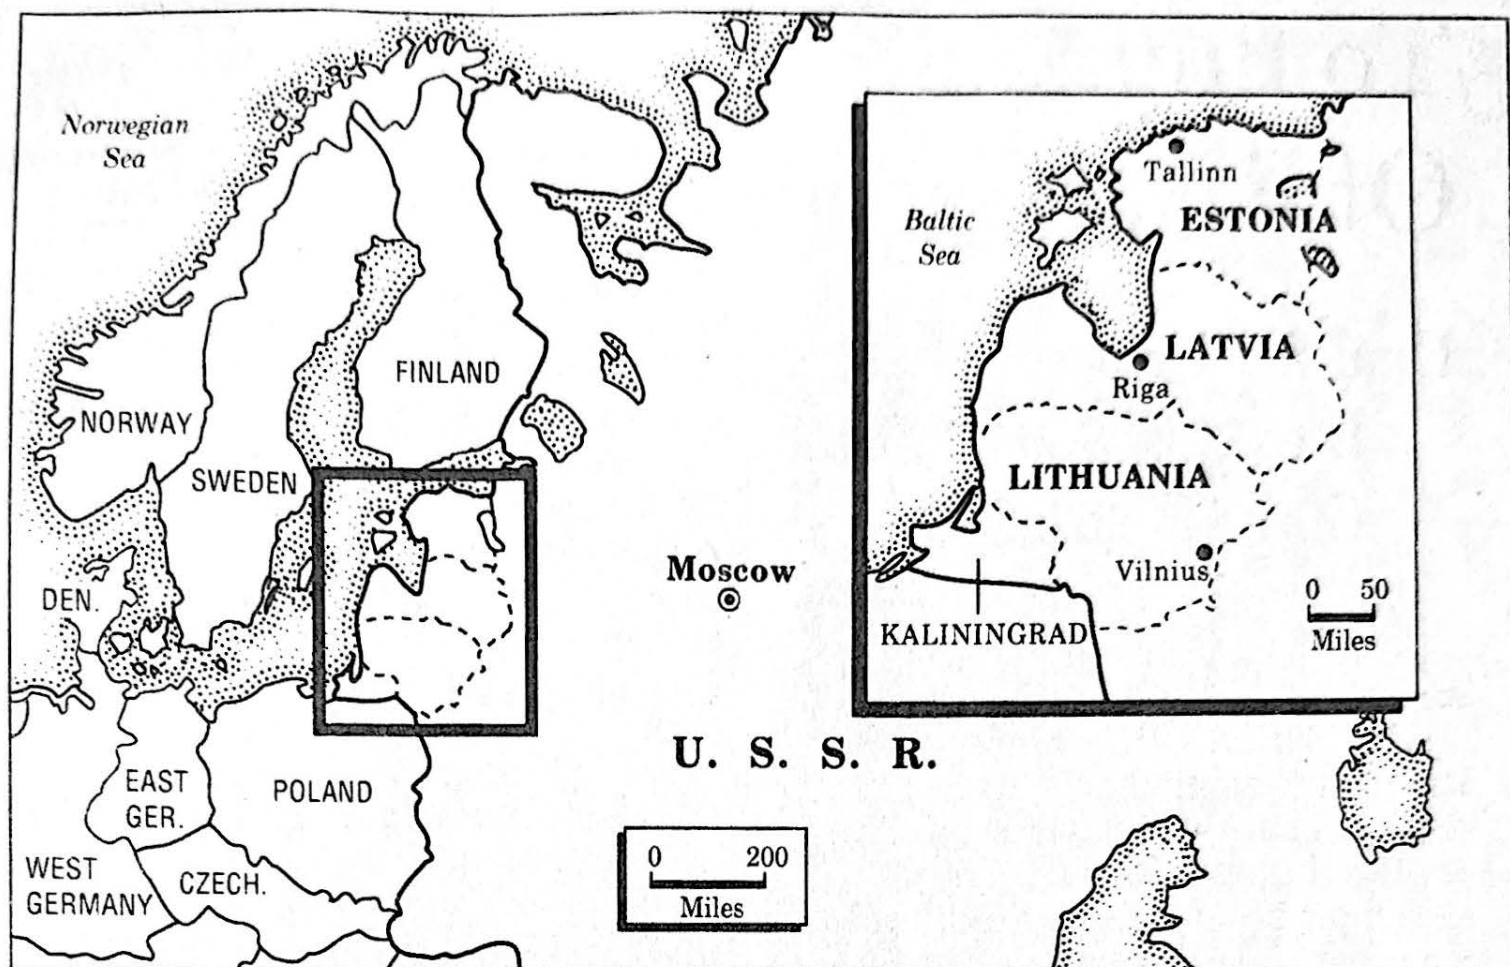 Norwegian
Sea
NORWAY
SWEDEN
FINLAND
DEN.
EAST
GER.
WEST
GERMANY
CZECH.
POLAND
Moscow
U. S. S. R.
0 200
Miles
Baltic
Sea
Tallinn
ESTONIA
LATVIA
Riga
LITHUANIA
Vilnius
KALININGRAD
0 50
Miles